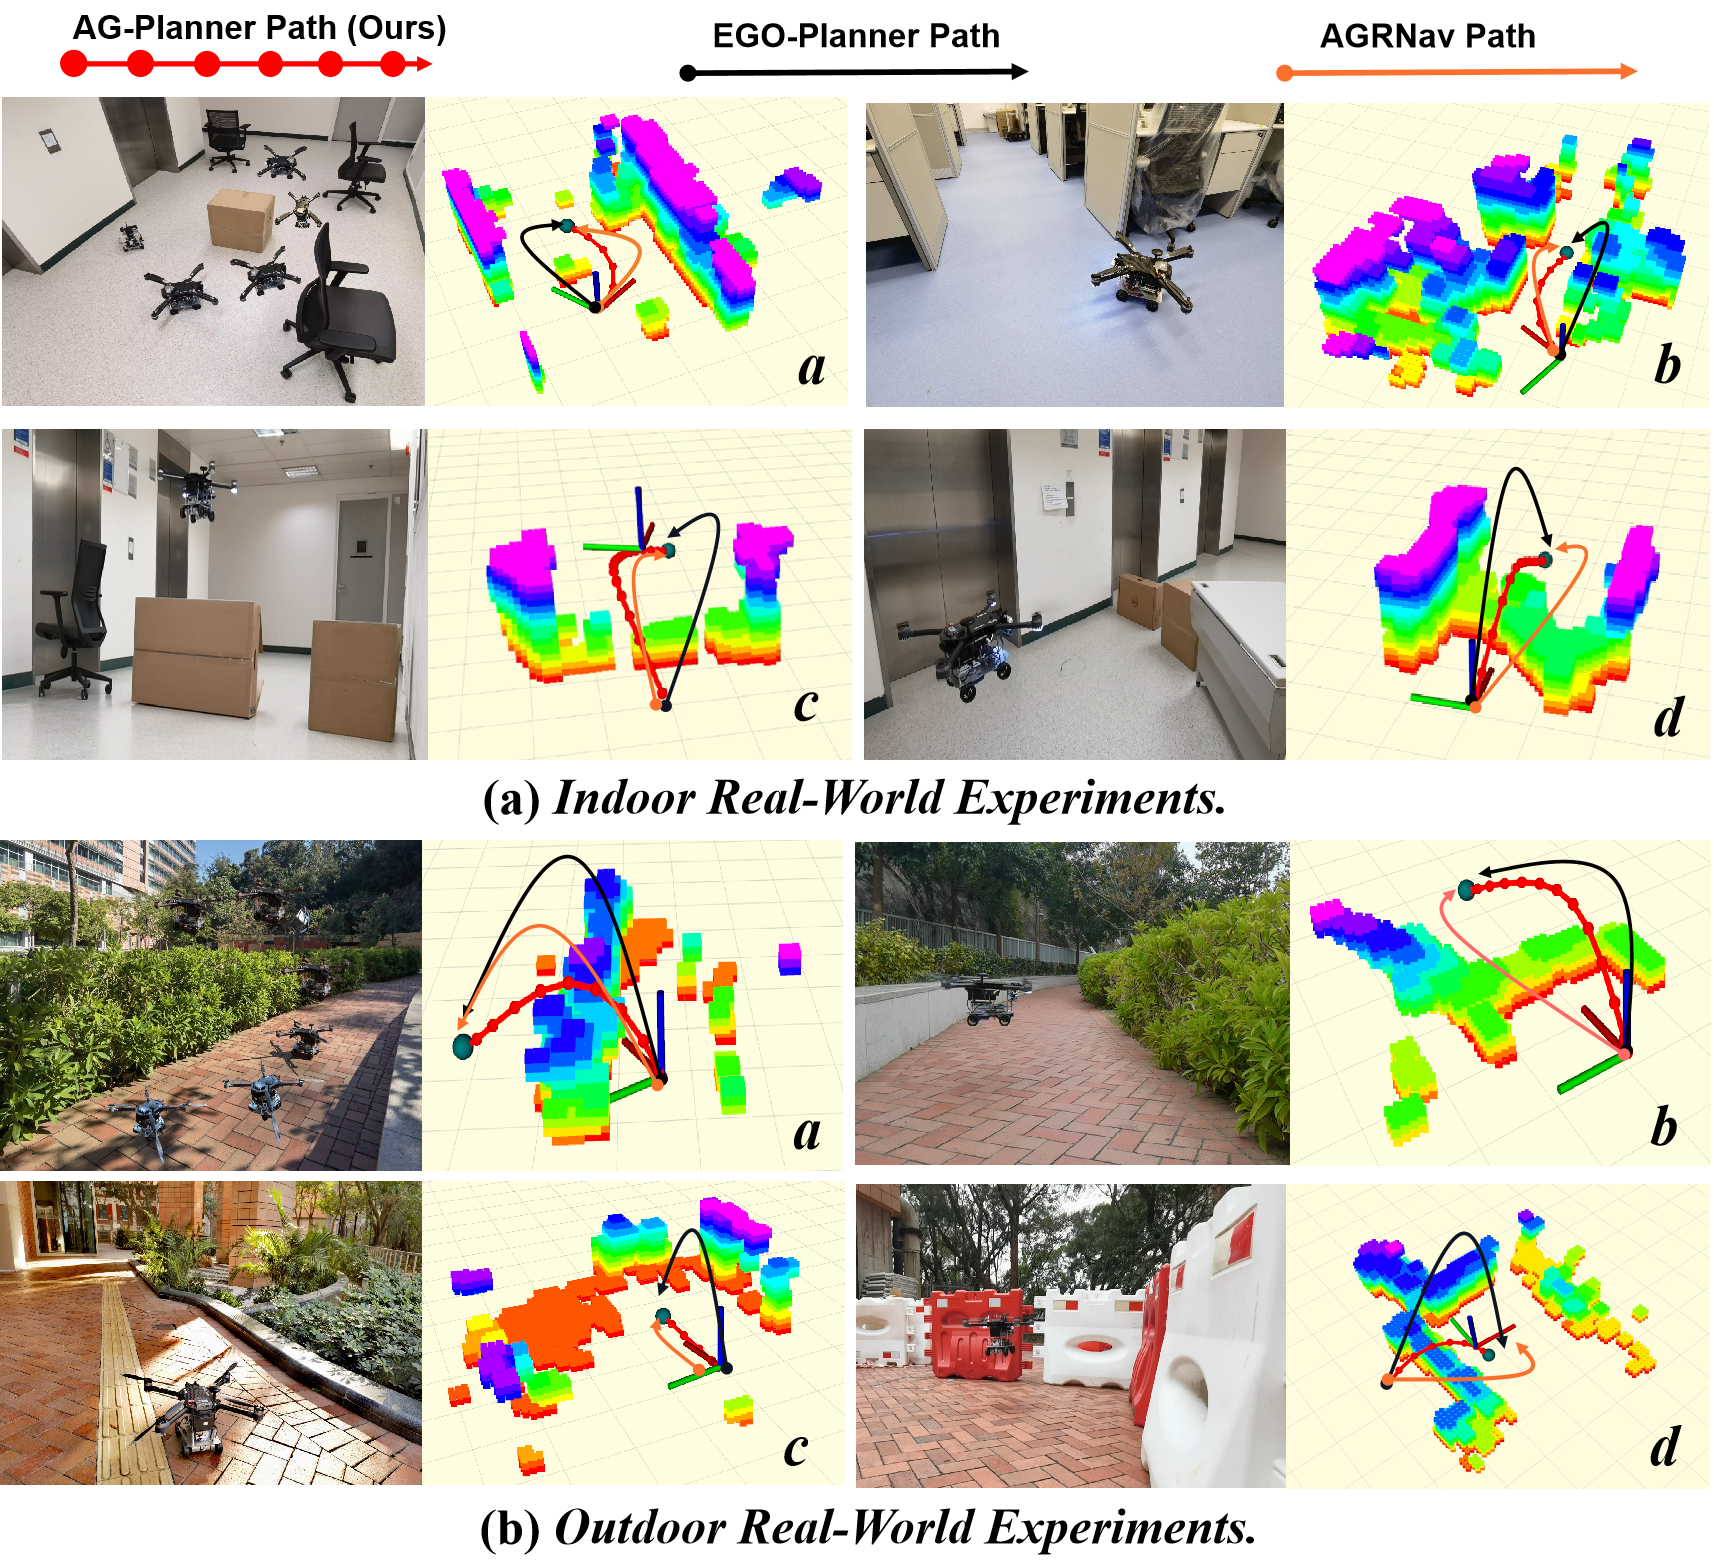 AG-Planner Path (Ours)
EGO-Planner Path
AGRNav Path
a
b
c
d
(a) Indoor Real-World Experiments.
a
b
c
d
(b) Outdoor Real-World Experiments.